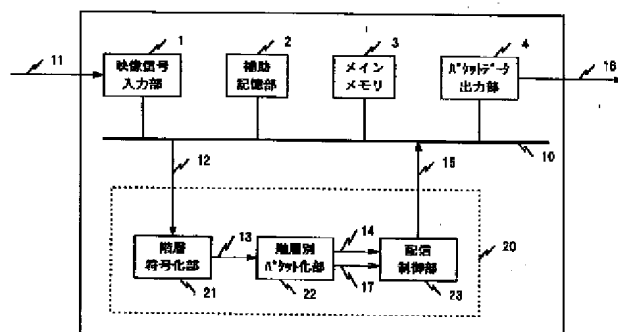 1
2
3
4
11
映像信号
入力部
補助
記憶部
メイン
メモリ
パケットデータ
出力部
16
10
12
15
階層
符号化部
13
階層別
パケット化部
14
17
配信
制御部
20
21
22
23